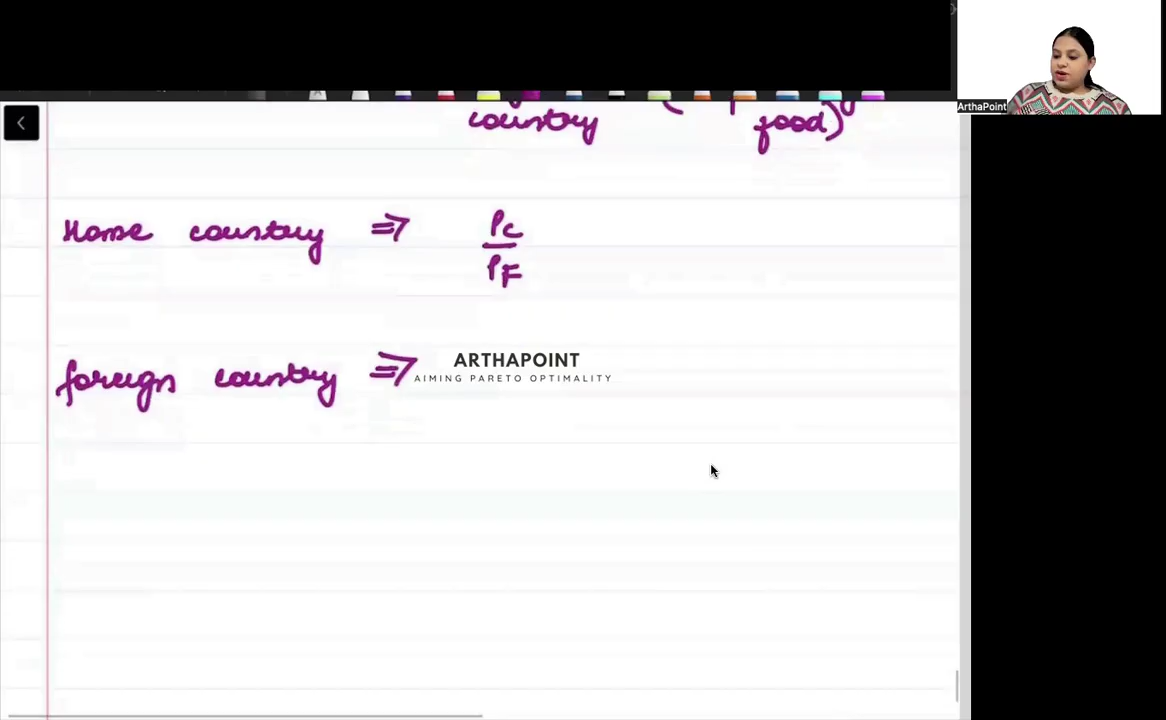 ArthaPoint
country ( food)
Home country ⇒ Pc
PF
foreign country ⇒
ARTHAPOINT
AIMING PARETO OPTIMALITY